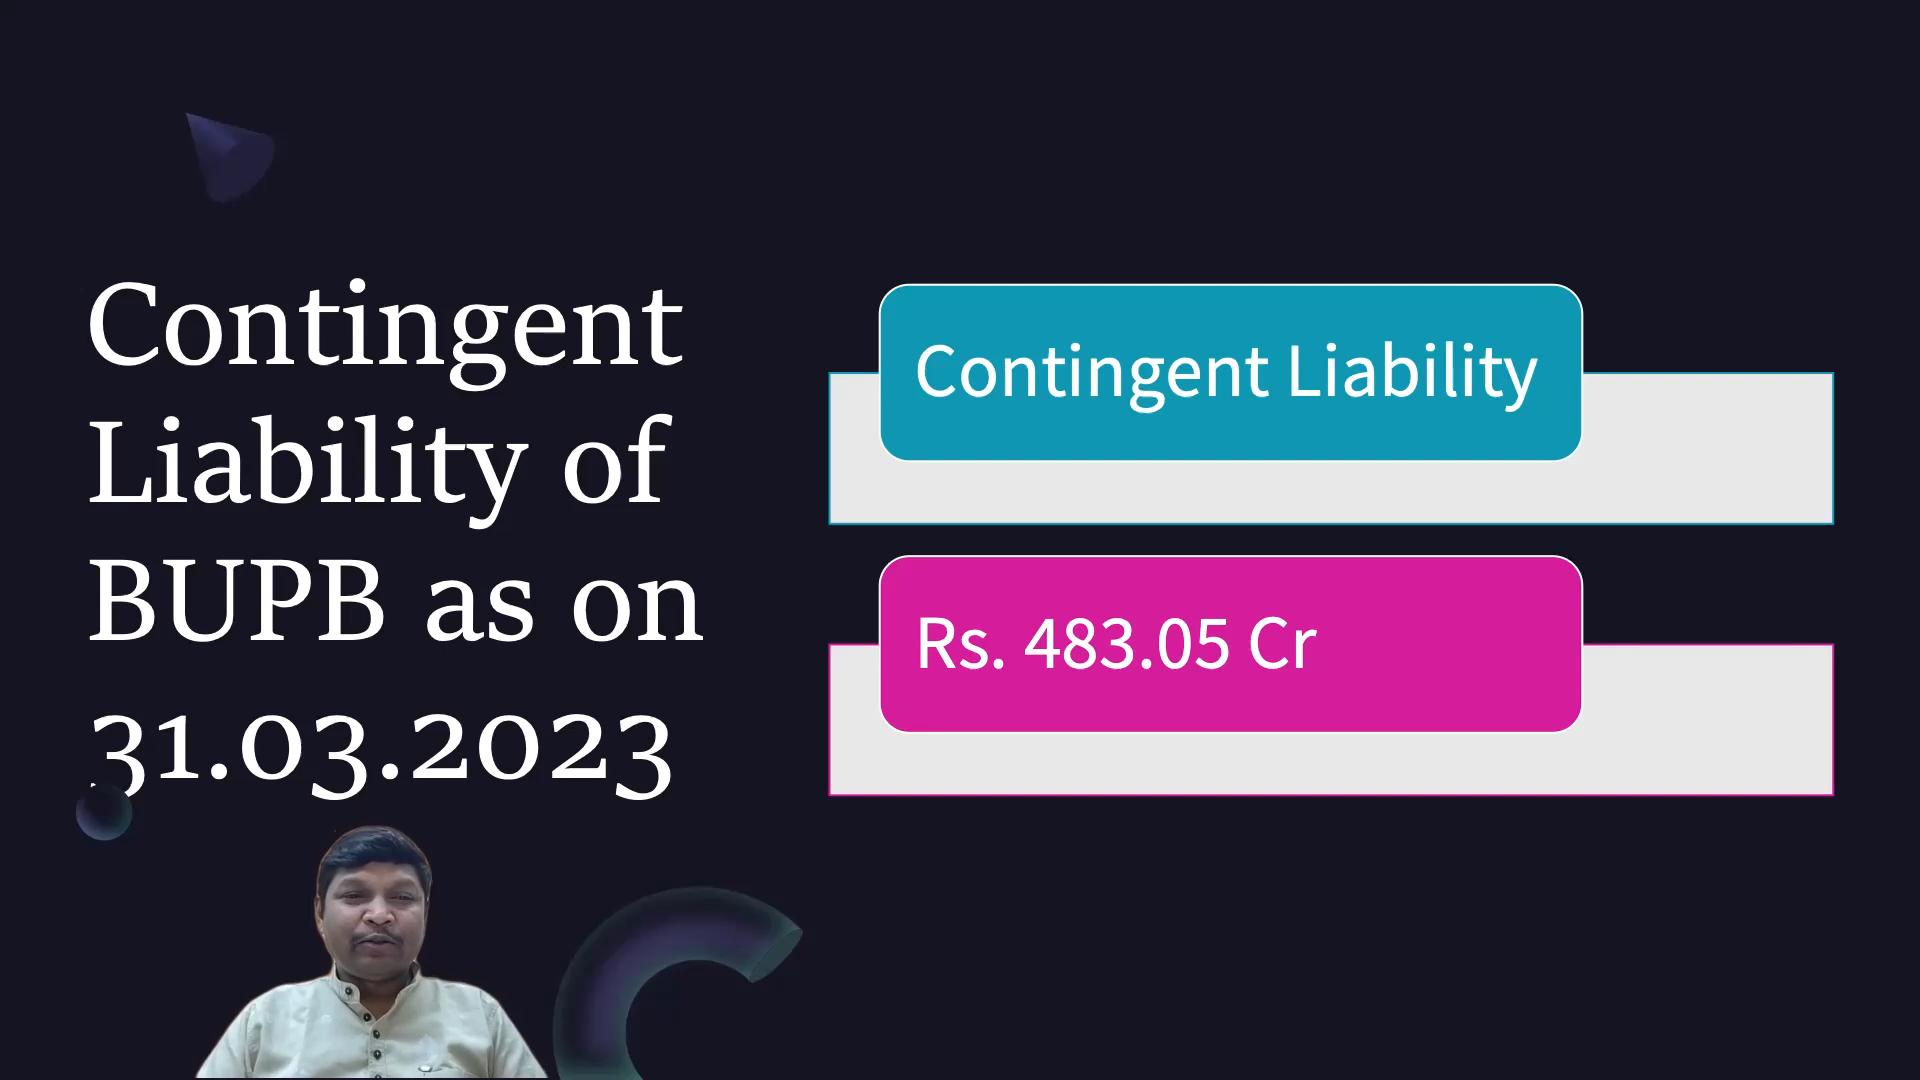 Contingent
Liability of
BUPB as on
31.03.2023
Contingent Liability
Rs. 483.05 Cr